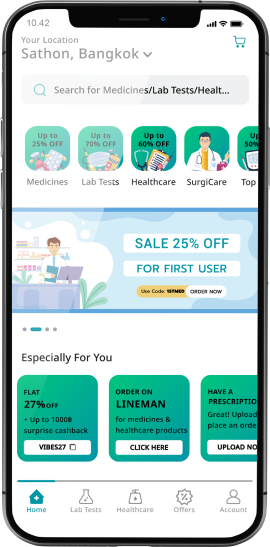 10.42
Your Location
Sathon, Bangkok
Search for Medicines/Lab Tests/Healt...
Up to
25% OFF
Up to
70% OFF
Up to
60% OFF
Up
50%
Medicines
Lab Tests
Healthcare
SurgiCare
Top
SALE 25% OFF
FOR FIRST USER
Use Code: 1STMED
ORDER NOW
Especially For You
FLAT
27% OFF
+ Up to 1000฿
surprise cashback
VIBES27
ORDER ON
LINEMAN
for medicines &
healthcare products
CLICK HERE
HAVE A
PRESCRIPTIO
Great! Upload
place an orde
UPLOAD NO
Home
Lab Tests
Healthcare
Offers
Account